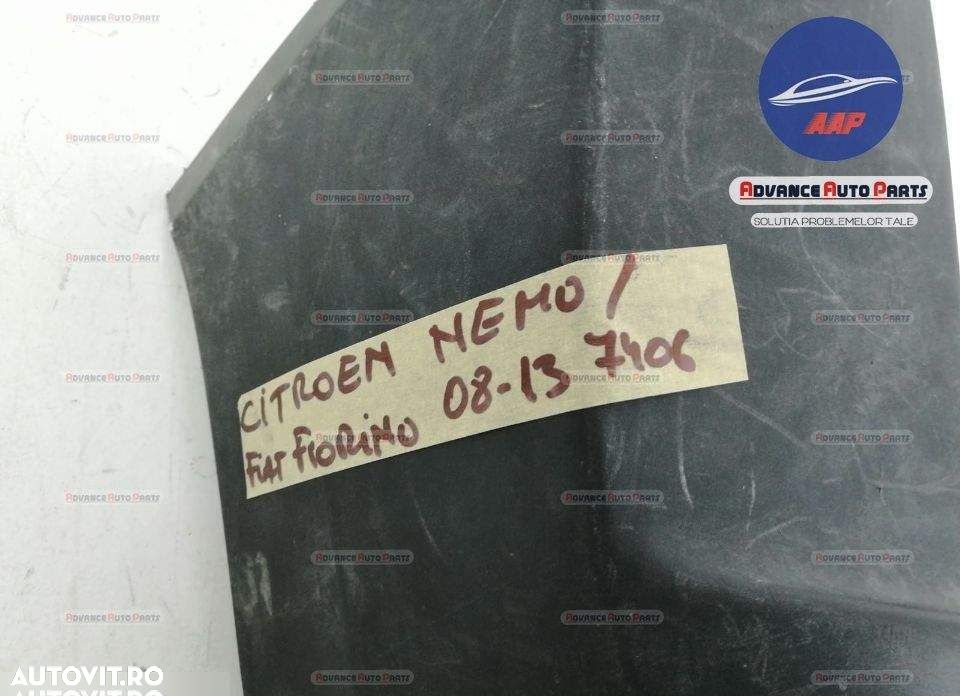 AAP
ADVANCE AUTO PARTS
SOLUTIA PROBLEMELOR TALE
CITROEN NEMO /
FIAT FIORINO 08-13 7406
AUTOVIT.RO